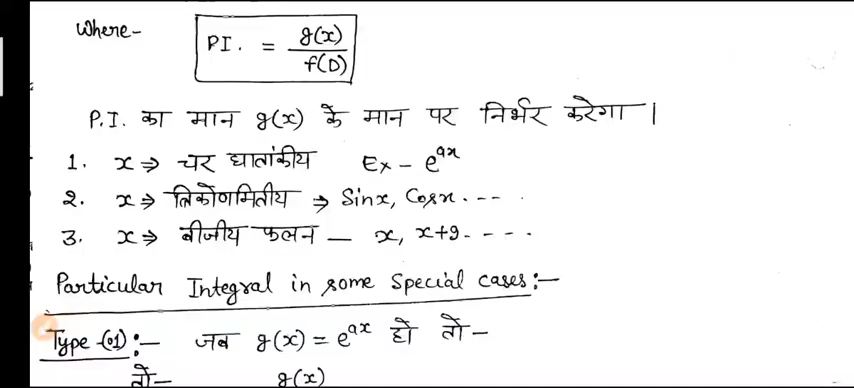 Where-
P.I. = g(x)/f(D)
P.I. का मान g(x) के मान पर निर्भर करेगा।
1. x ⇒ चर घातांकीय Ex - e^ax
2. x ⇒ त्रिकोणमितीय ⇒ Sinx, Cosx ....
3. x ⇒ बीजीय फलन — x, x+9 ....
Particular Integral in some Special cases:-
Type-(01):- जब g(x) = e^ax हो तो-
तो- g(x)